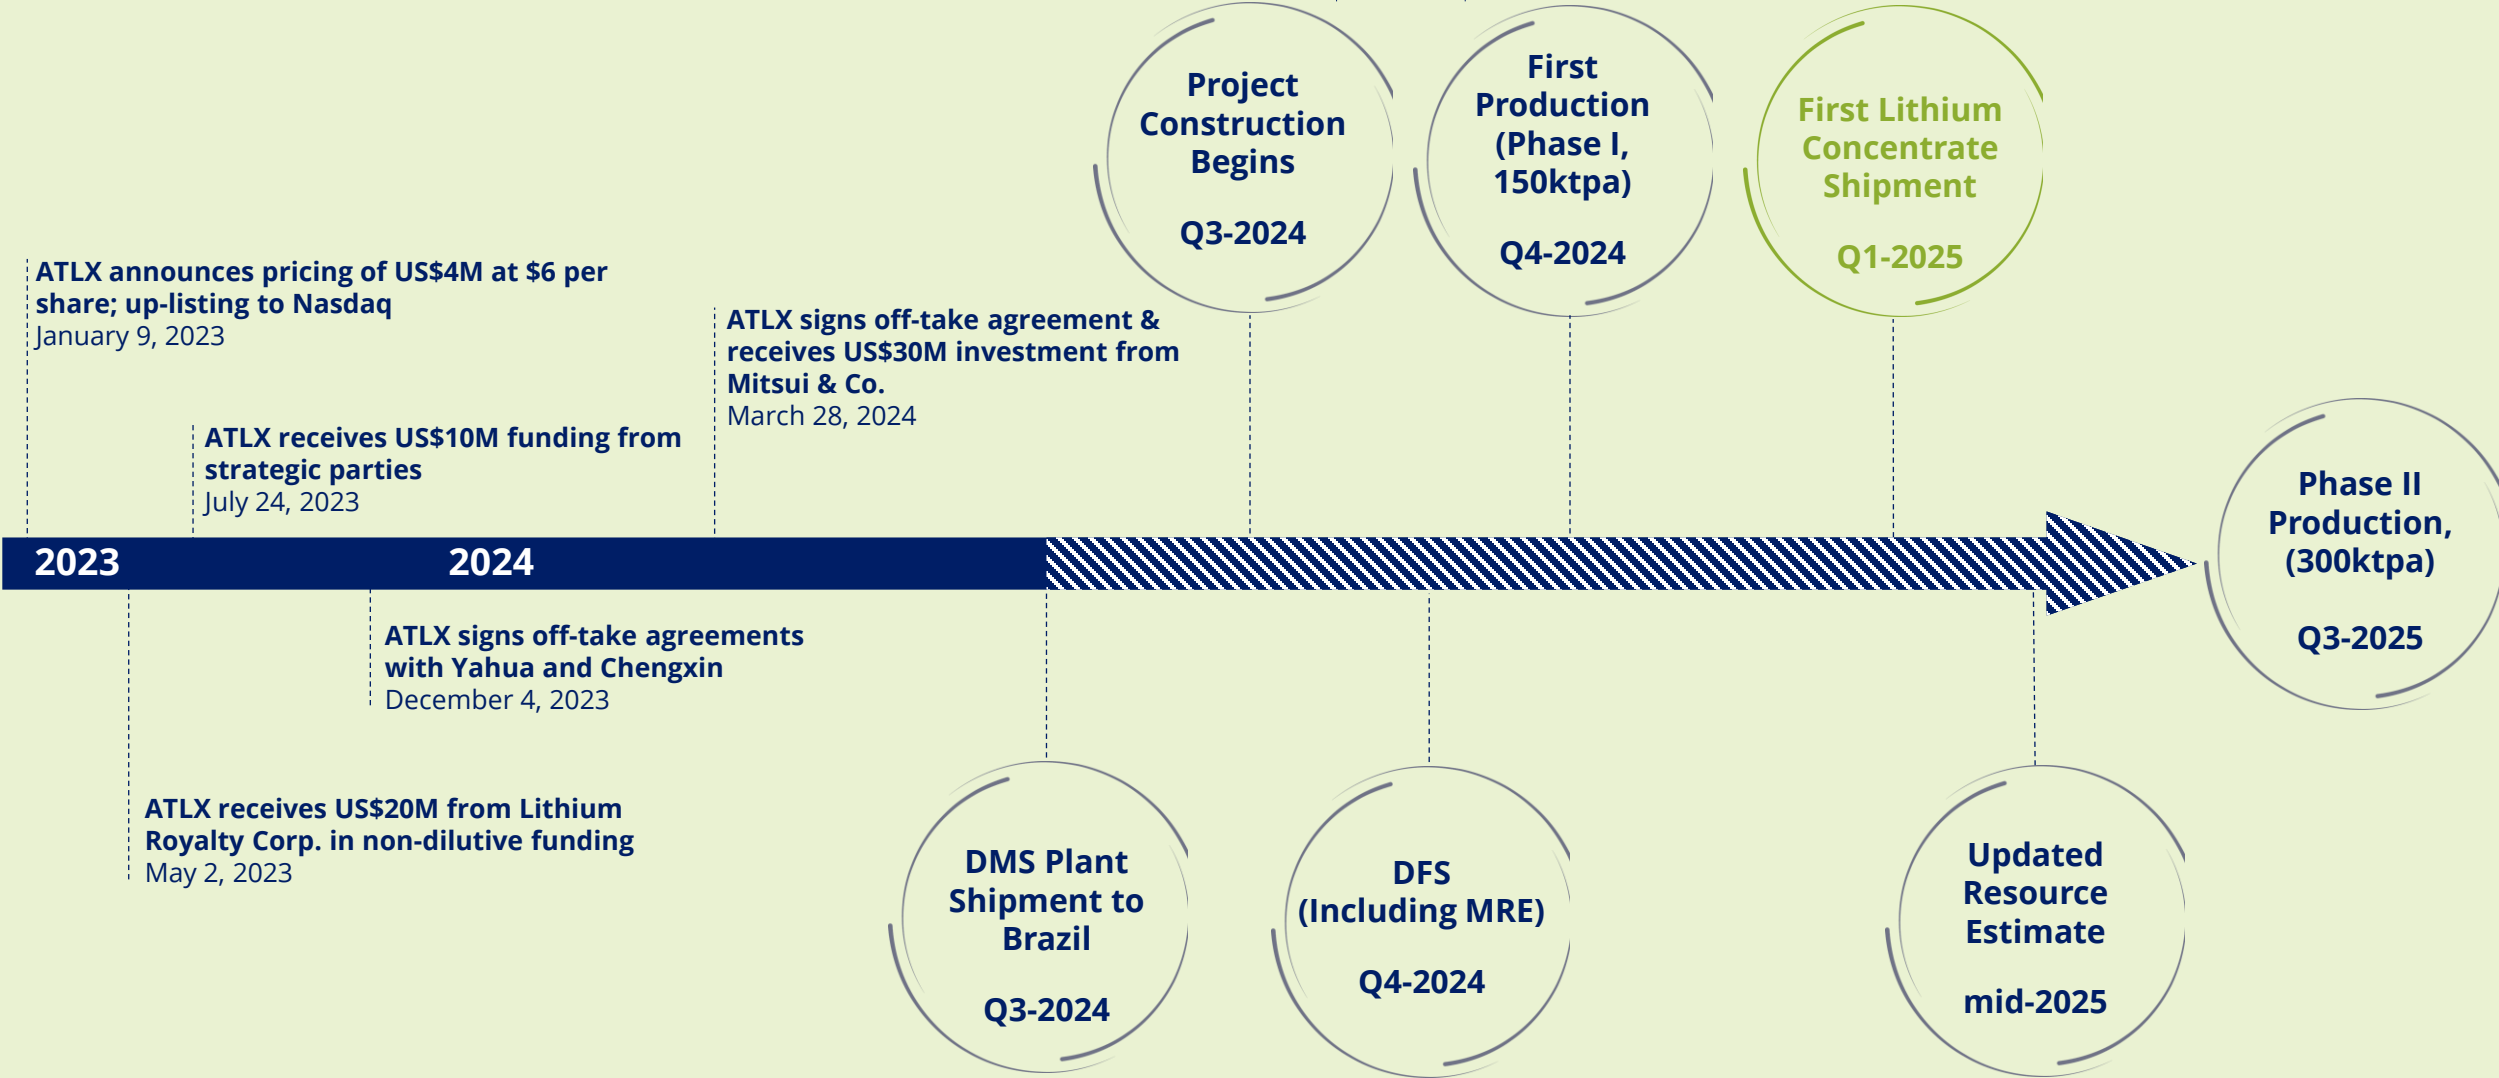 Project
Construction
Begins
Q3-2024
First
Production
(Phase I,
150ktpa)
Q4-2024
First Lithium
Concentrate
Shipment
Q1-2025
ATLX announces pricing of US$4M at $6 per
share; up-listing to Nasdaq
January 9, 2023
ATLX signs off-take agreement &
receives US$30M investment from
Mitsui & Co.
March 28, 2024
ATLX receives US$10M funding from
strategic parties
July 24, 2023
Phase II
Production,
(300ktpa)
Q3-2025
2023
2024
ATLX signs off-take agreements
with Yahua and Chengxin
December 4, 2023
ATLX receives US$20M from Lithium
Royalty Corp. in non-dilutive funding
May 2, 2023
DMS Plant
Shipment to
Brazil
Q3-2024
DFS
(Including MRE)
Q4-2024
Updated
Resource
Estimate
mid-2025